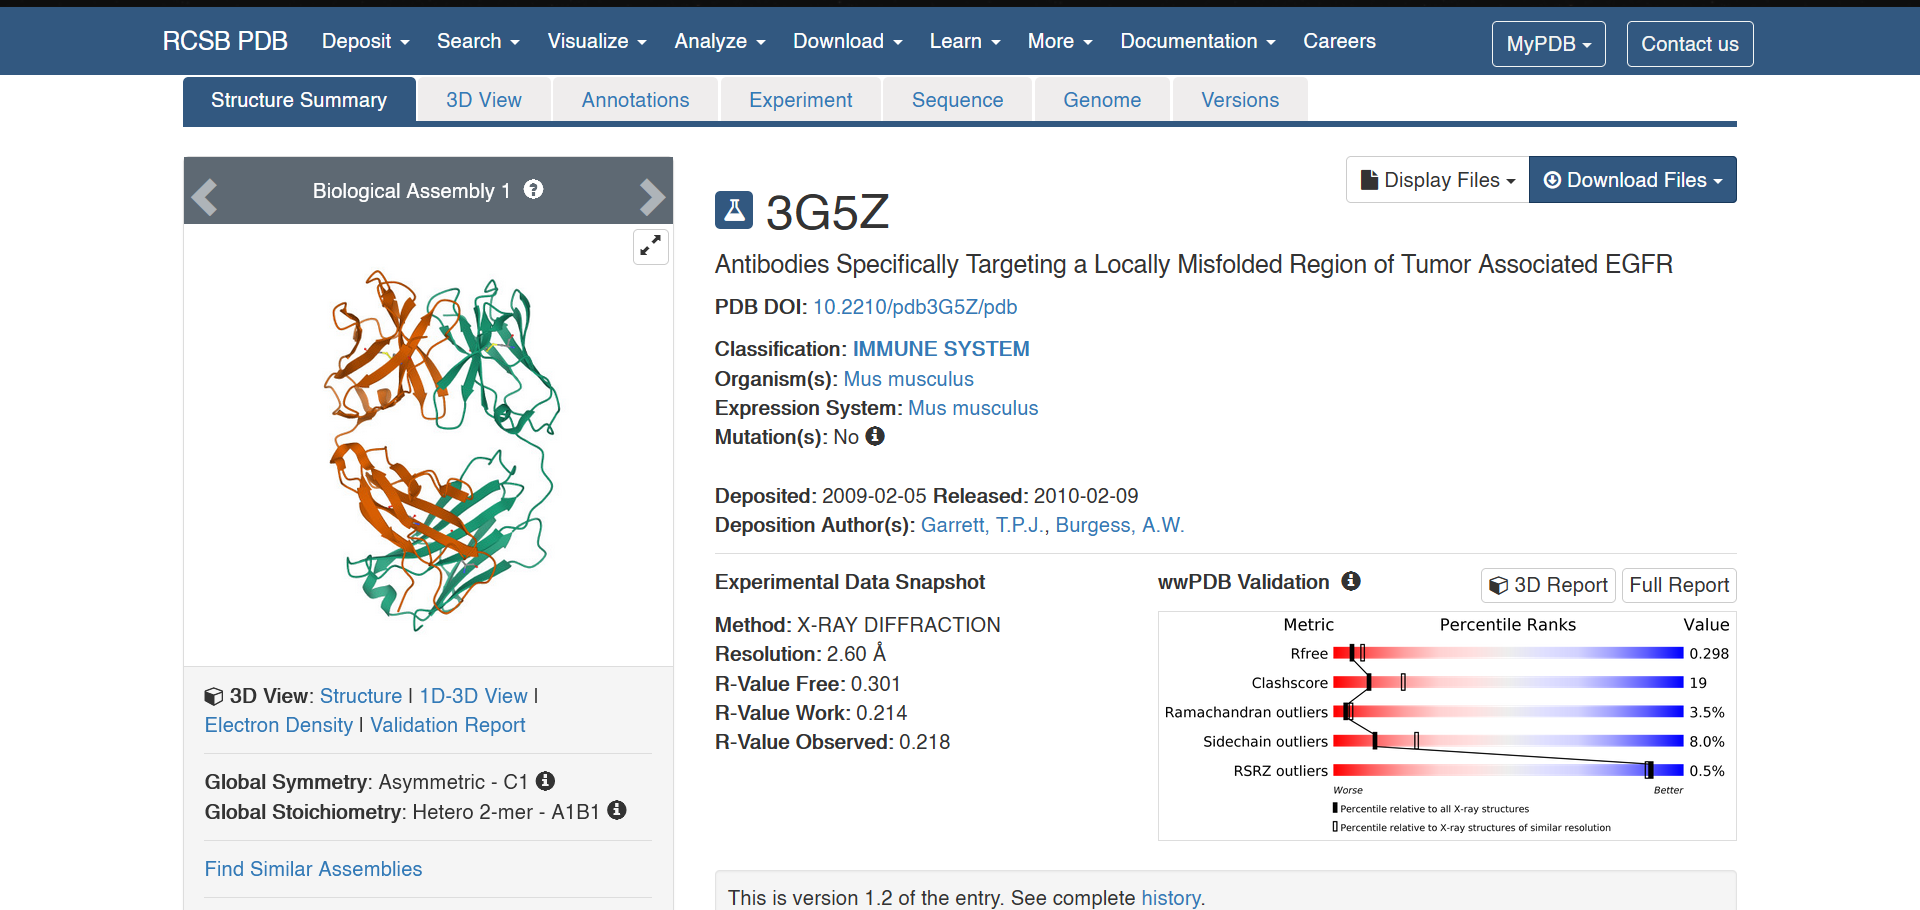 RCSB PDB Deposit Search Visualize Analyze Download Learn More Documentation Careers MyPDB Contact us
Structure Summary 3D View Annotations Experiment Sequence Genome Versions
Biological Assembly 1
Display Files Download Files
3G5Z
Antibodies Specifically Targeting a Locally Misfolded Region of Tumor Associated EGFR
PDB DOI: 10.2210/pdb3G5Z/pdb
Classification: IMMUNE SYSTEM
Organism(s): Mus musculus
Expression System: Mus musculus
Mutation(s): No
Deposited: 2009-02-05 Released: 2010-02-09
Deposition Author(s): Garrett, T.P.J., Burgess, A.W.
Experimental Data Snapshot
Method: X-RAY DIFFRACTION
Resolution: 2.60 Å
R-Value Free: 0.301
R-Value Work: 0.214
R-Value Observed: 0.218
wwPDB Validation 3D Report Full Report
Metric Percentile Ranks Value
Rfree 0.298
Clashscore 19
Ramachandran outliers 3.5%
Sidechain outliers 8.0%
RSRZ outliers 0.5%
Worse Better
Percentile relative to all X-ray structures
Percentile relative to X-ray structures of similar resolution
3D View: Structure | 1D-3D View |
Electron Density | Validation Report
Global Symmetry: Asymmetric - C1
Global Stoichiometry: Hetero 2-mer - A1B1
Find Similar Assemblies
This is version 1.2 of the entry. See complete history.